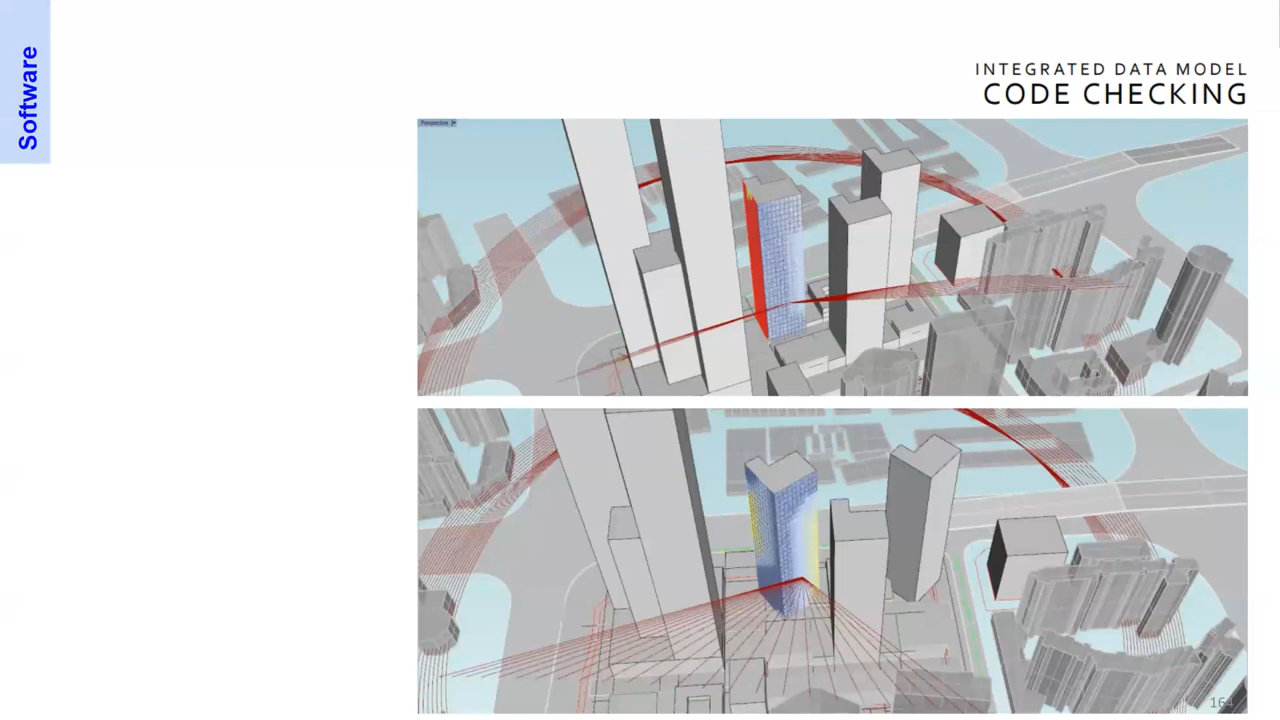 Software
INTEGRATED DATA MODEL
CODE CHECKING
Perspective